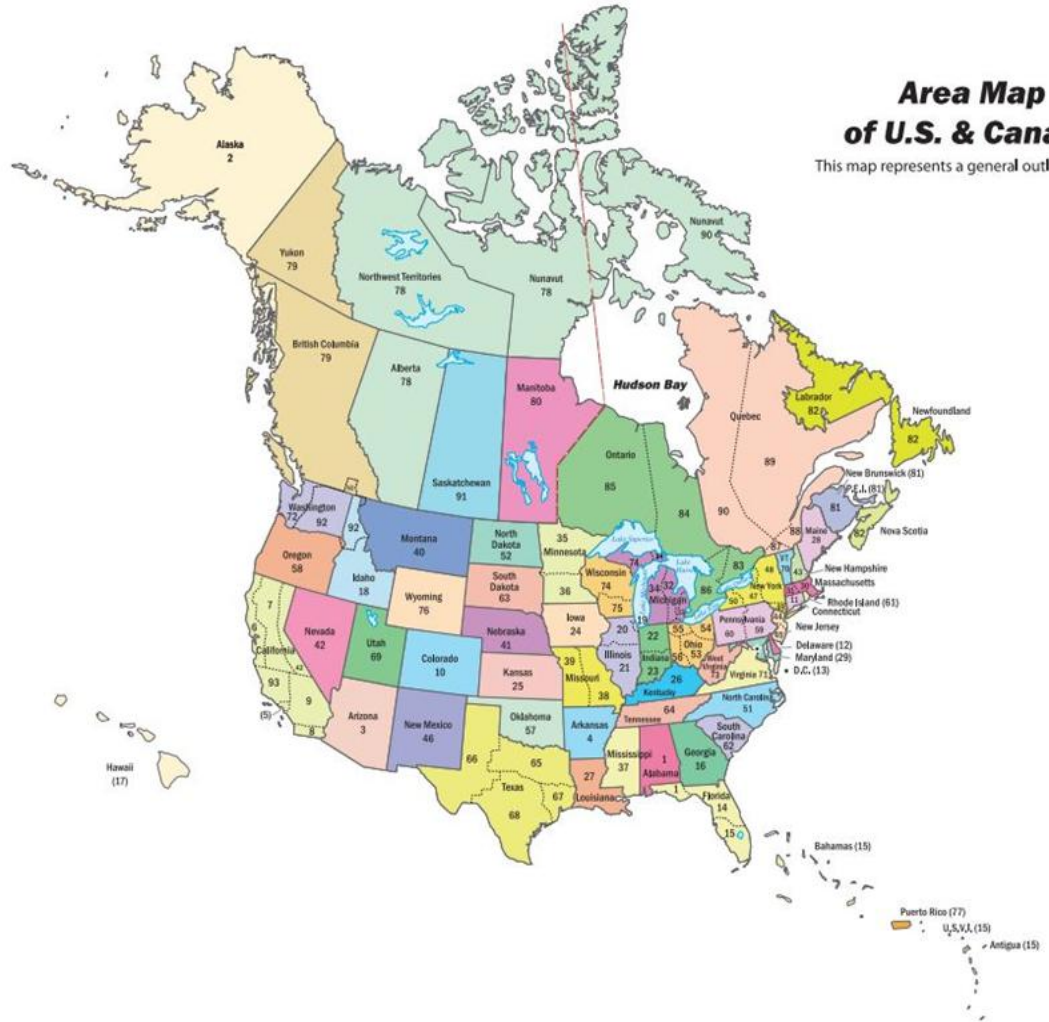 Area Map
of U.S. & Cana
This map represents a general outl
Alaska
2
Yukon
79
Northwest Territories
78
Nunavut
78
Nunavut
90
British Columbia
79
Alberta
78
Saskatchewan
91
Manitoba
80
Hudson Bay
Ontario
85
84
83
86
Quebec
90
89
88
87
Labrador
82
Newfoundland
82
New Brunswick (81)
P.E.I. (81)
81
Nova Scotia
82
Maine
28
Washington
72
92
92
Oregon
58
Idaho
18
Montana
40
North
Dakota
52
South
Dakota
63
Minnesota
35
36
Lake Superior
Wisconsin
74
75
74
Michigan
34
32
Wyoming
76
Nebraska
41
Iowa
24
Illinois
20
21
19
Indiana
22
23
Ohio
53
54
55
56
Pennsylvania
60
59
New York
47
48
50
VT
43
New Hampshire
Massachusetts
Rhode Island (61)
Connecticut
11
New Jersey
44
Delaware (12)
Maryland (29)
D.C. (13)
West
Virginia
73
Virginia 71
Kentucky
26
Tennessee
64
North Carolina
51
South
Carolina
62
Georgia
16
Alabama
1
1
Mississippi
37
Florida
14
15
Louisiana
27
Arkansas
4
Missouri
39
38
Kansas
25
Oklahoma
57
Texas
66
65
67
68
New Mexico
46
Colorado
10
Utah
69
Arizona
3
Nevada
42
California
7
6
42
93
9
(5)
8
Hawaii
(17)
Bahamas (15)
Puerto Rico (77)
U.S.V.I. (15)
Antigua (15)